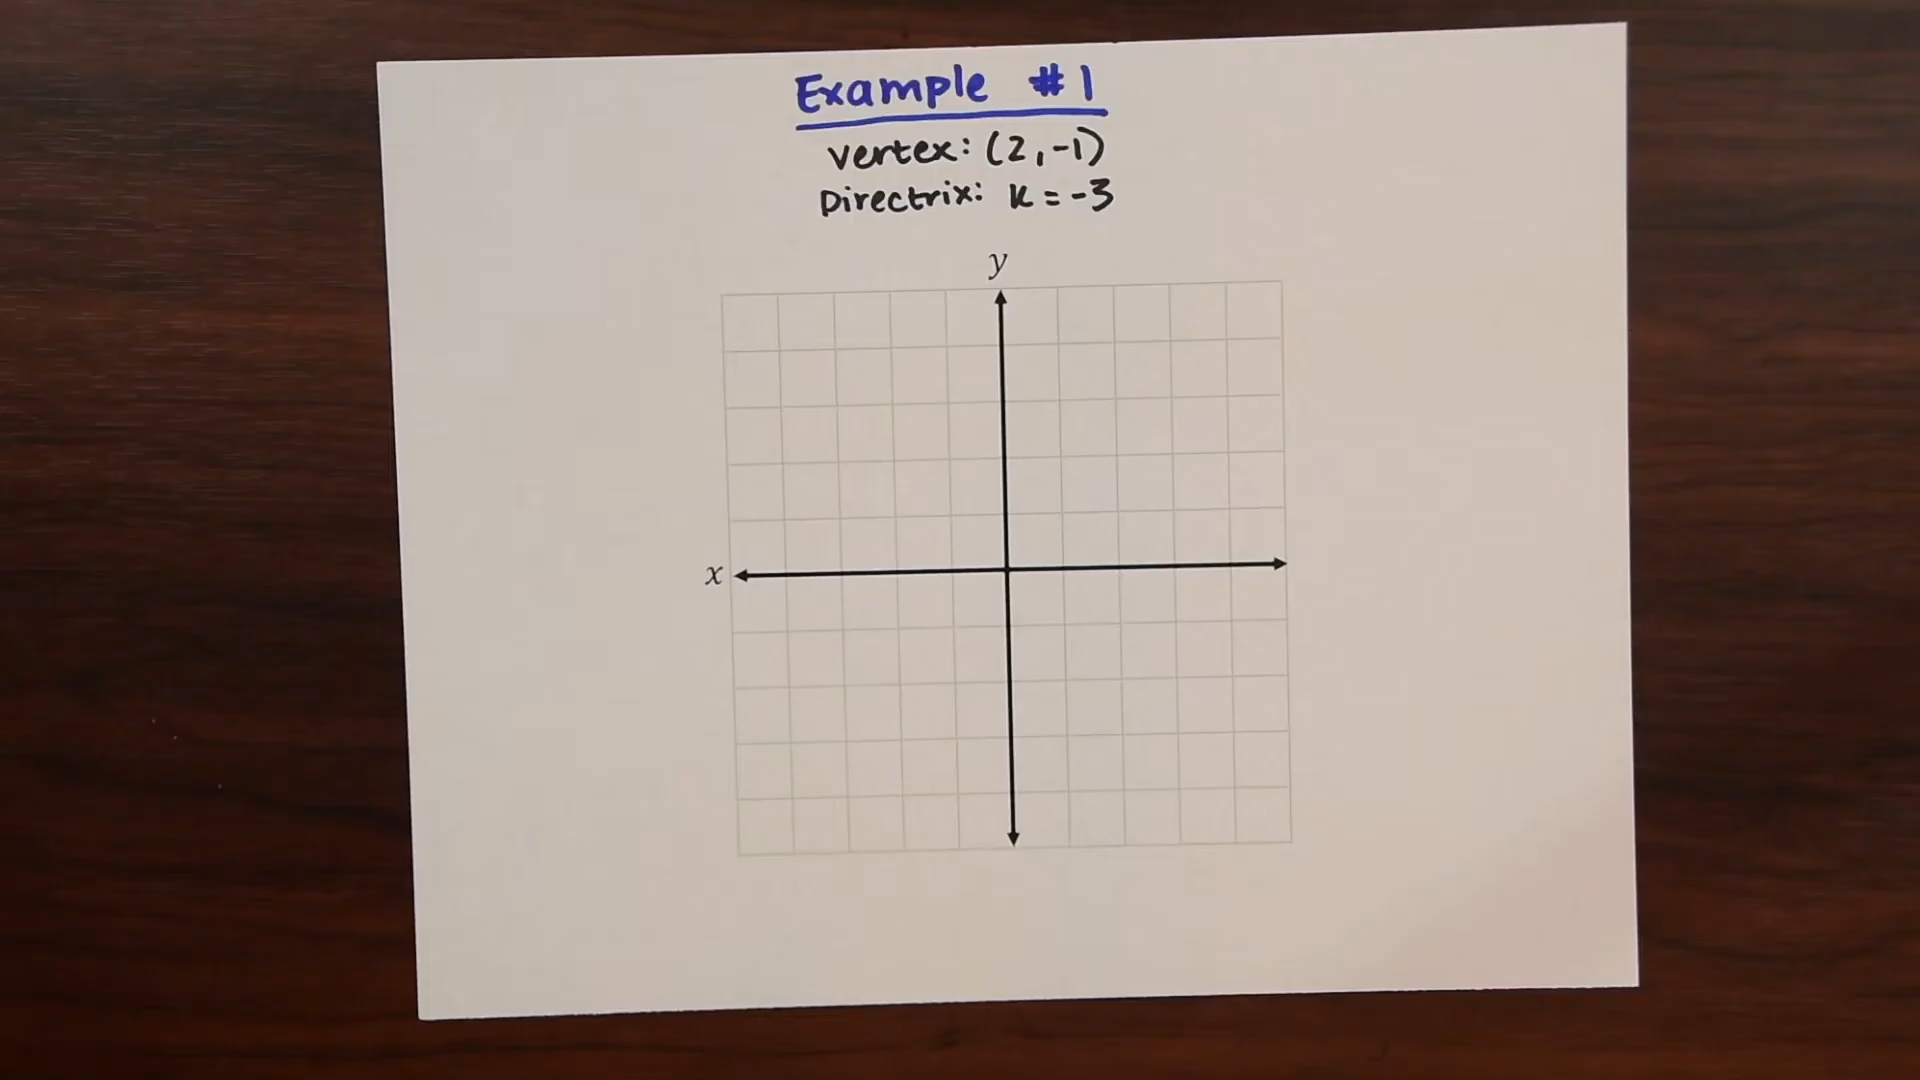 Example #1
Vertex: (2,-1)
Directrix: k = -3
y
x